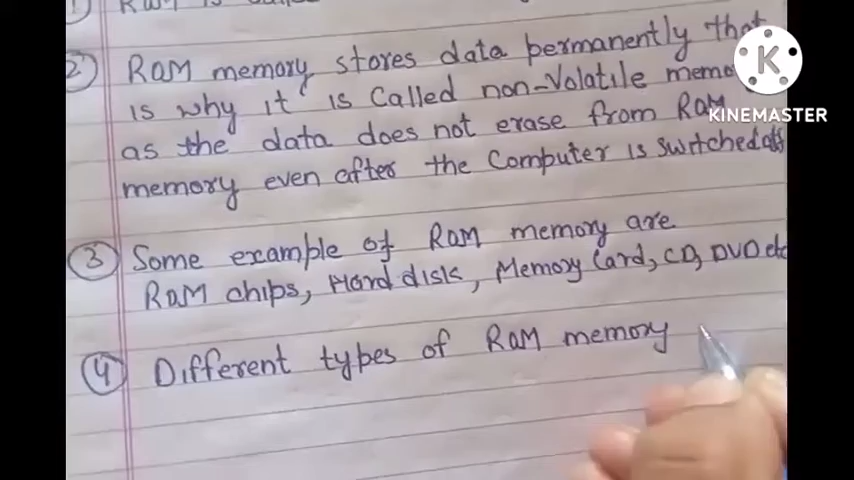 2 ROM memory stores data permanently that
is why it is called non-volatile
as the data does not erase from ROM
memory even after the Computer is switched off
3 Some example of ROM memory are
ROM chips, Hard disk, Memory Card, CD, DVD etc
4 Different types of ROM memory
K
KINEMASTER